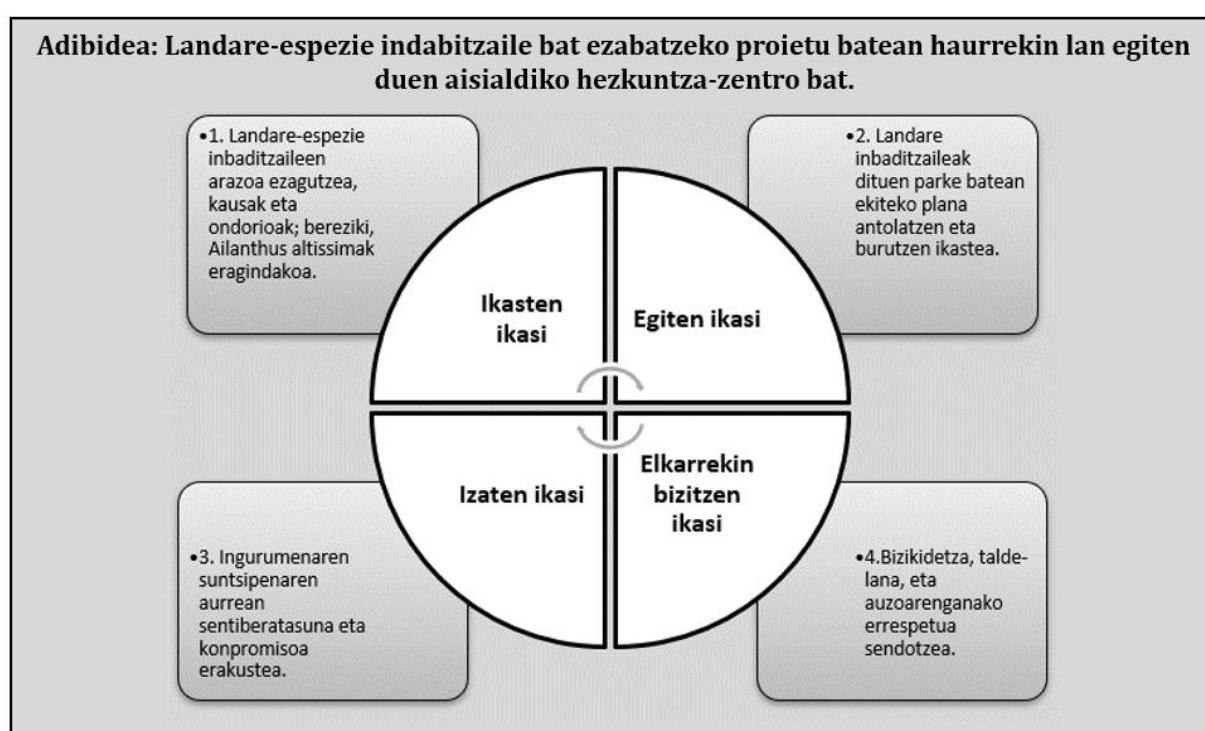 Adibidea: Landare-espezie indabitzaile bat ezabatzeko proietu batean haurrekin lan egiten
duen aisialdiko hezkuntza-zentro bat.
•1. Landare-espezie
inbaditzaileen
arazoa ezagutzea,
kausak eta
ondorioak; bereziki,
Ailanthus altissimak
eragindakoa.
•2. Landare
inbaditzaileak
dituen parke batean
ekiteko plana
antolatzen eta
burutzen ikastea.
Ikasten
ikasi
Egiten ikasi
Izaten ikasi
Elkarrekin
bizitzen
ikasi
•3. Ingurumenaren
suntsipenaren
aurrean
sentiberatasuna eta
konpromisoa
erakustea.
•4.Bizikidetza, talde-
lana, eta
auzoarenganako
errespetua
sendotzea.